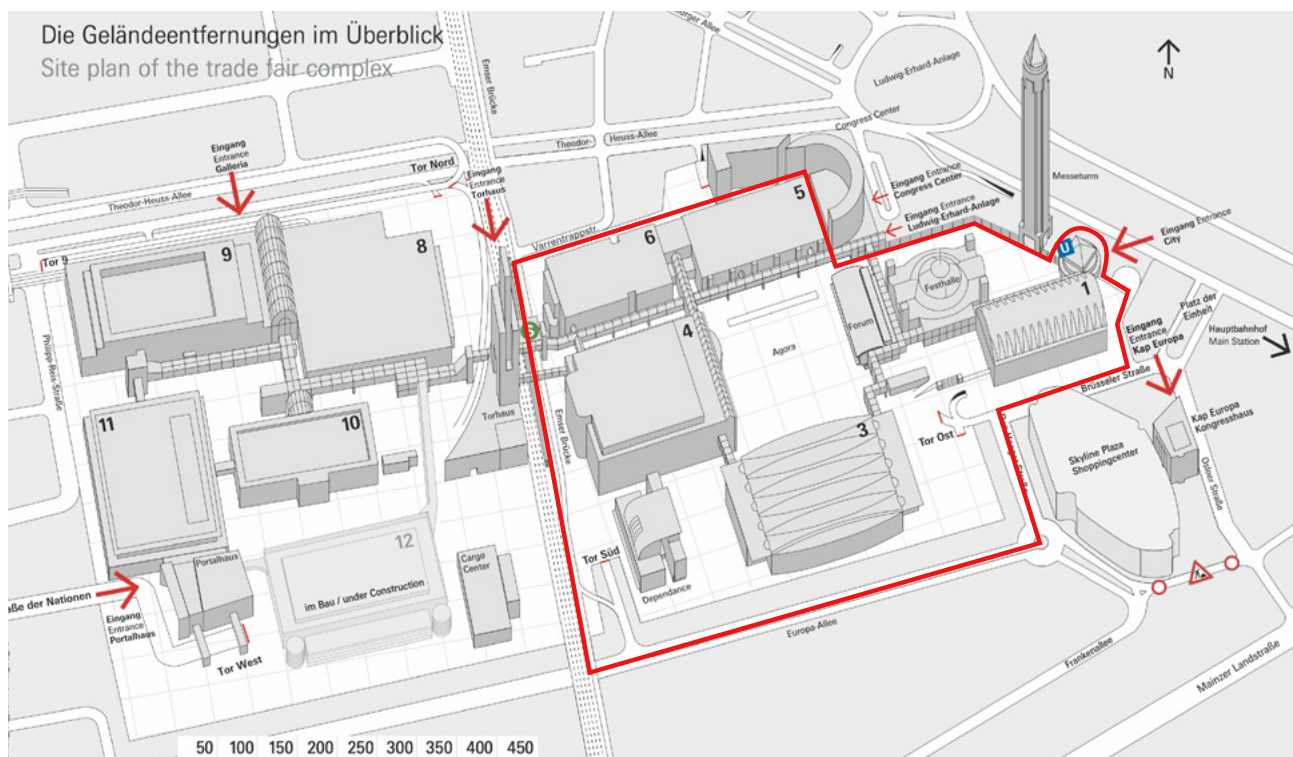 Die Geländeentfernungen im Überblick
Site plan of the trade fair complex
N
Emser Brücke
Ludwig-Erhard-Anlage
Congress Center
Theodor-
Heuss-Allee
Eingang
Entrance
Galleria
Tor Nord
Eingang
Entrance
Torhaus
Theodor-Heuss-Allee
Eingang Entrance
Congress Center
Eingang Entrance
Ludwig-Erhard-Anlage
Messeturm
Eingang Entrance
City
5
6
Varrentrappstr.
8
9
Tor 9
U
Festhalle
1
Platz der
Einheit
Hauptbahnhof
Main Station
Eingang
Entrance
Kap Europa
Brüsseler Straße
S
4
Agora
Forum
Philipp-Reis-Straße
Torhaus
Emser Brücke
11
10
3
Tor Ost
Den Haager Straße
Kap Europa
Kongresshaus
Skyline Plaza
Shoppingcenter
Osloer Straße
12
im Bau / under Construction
Cargo
Center
Tor Süd
Dependance
Portalhaus
aße der Nationen
Eingang
Entrance
Portalhaus
Tor West
Europa-Allee
Frankenallee
Mainzer Landstraße
50 100 150 200 250 300 350 400 450